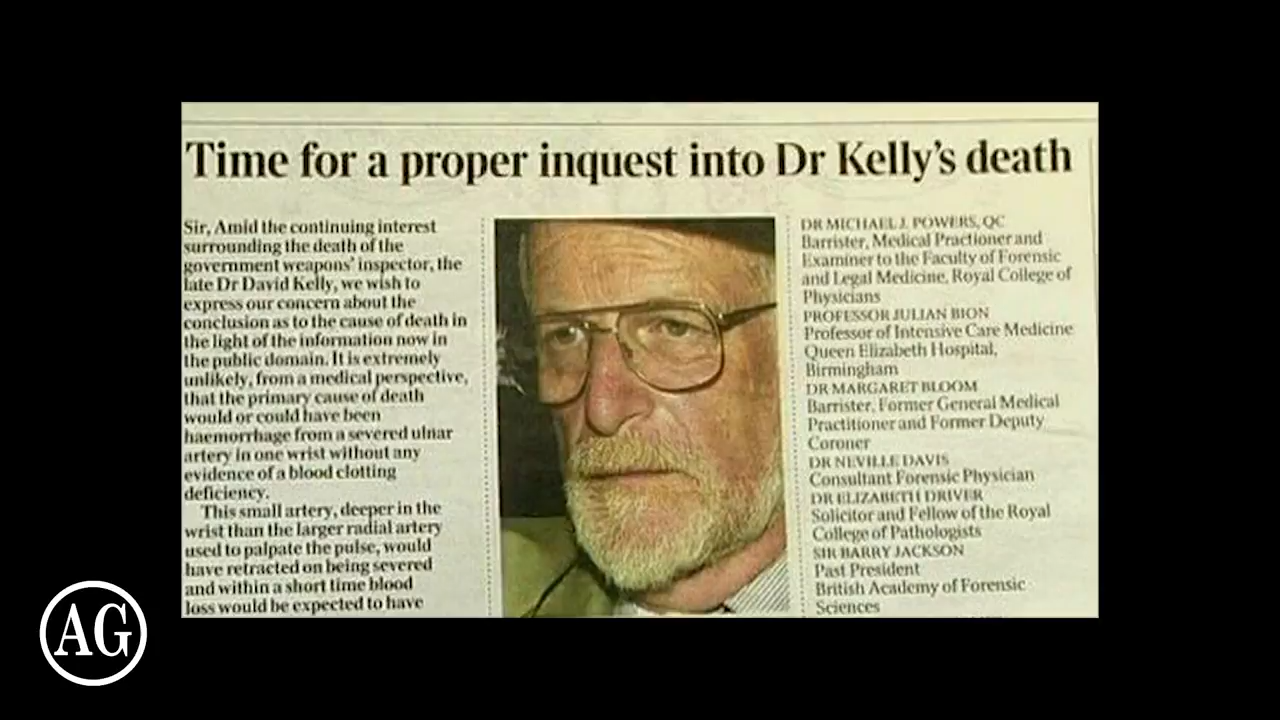 Time for a proper inquest into Dr Kelly's death
Sir, Amid the continuing interest
surrounding the death of the
government weapons' inspector, the
late Dr David Kelly, we wish to
express our concern about the
conclusion as to the cause of death in
the light of the information now in
the public domain. It is extremely
unlikely, from a medical perspective,
that the primary cause of death
would or could have been
haemorrhage from a severed ulnar
artery in one wrist without any
evidence of a blood clotting
deficiency.
This small artery, deeper in the
wrist than the larger radial artery
used to palpate the pulse, would
have retracted on being severed
and within a short time blood
loss would be expected to have
DR MICHAEL J. POWERS, QC
Barrister, Medical Practioner and
Examiner to the Faculty of Forensic
and Legal Medicine, Royal College of
Physicians
PROFESSOR JULIAN BION
Professor of Intensive Care Medicine
Queen Elizabeth Hospital,
Birmingham
DR MARGARET BLOOM
Barrister, Former General Medical
Practitioner and Former Deputy
Coroner
DR NEVILLE DAVIS
Consultant Forensic Physician
DR ELIZABETH DRIVER
Solicitor and Fellow of the Royal
College of Pathologists
SIR BARRY JACKSON
Past President
British Academy of Forensic
Sciences
AG